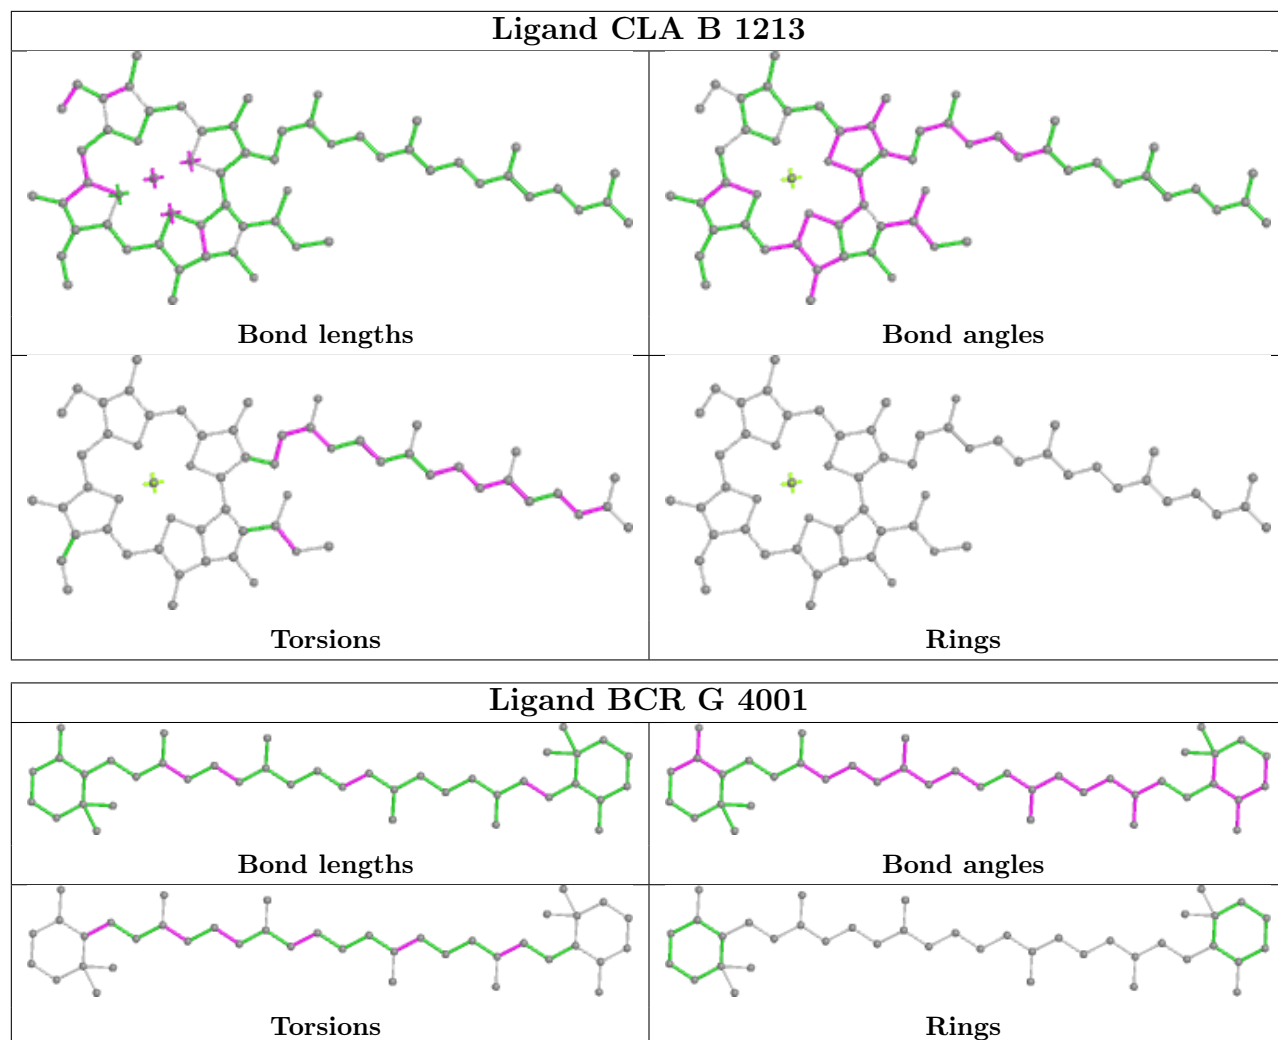 Ligand CLA B 1213
Bond lengths
Bond angles
Torsions
Rings
Ligand BCR G 4001
Bond lengths
Bond angles
Torsions
Rings